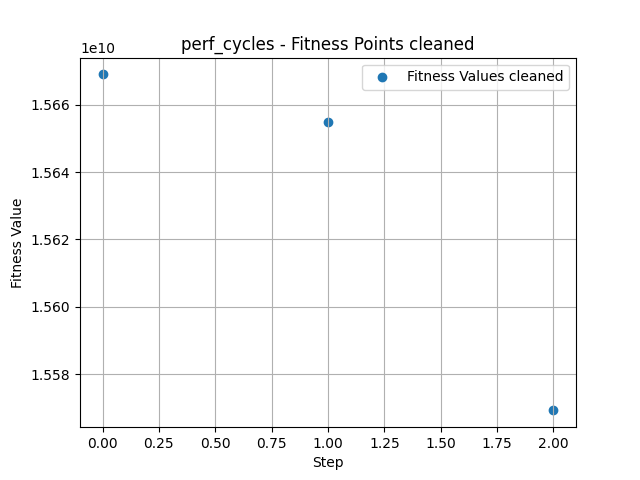 perf_cycles - Fitness Points cleaned
1e10
Fitness Values cleaned
1.566
1.564
1.562
1.560
1.558
Fitness Value
0.00 0.25 0.50 0.75 1.00 1.25 1.50 1.75 2.00
Step